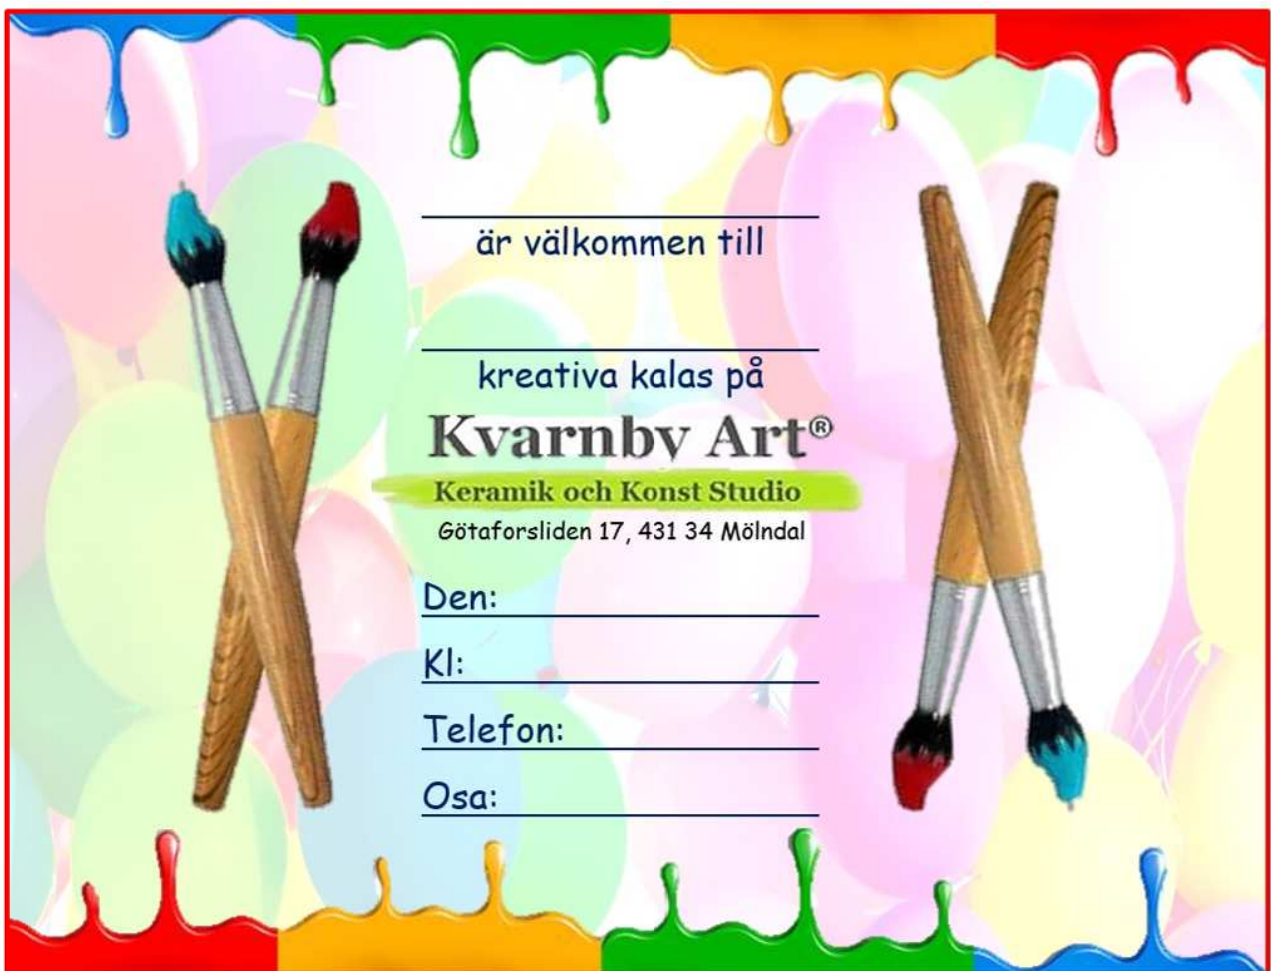 är välkommen till
kreativa kalas på
Kvarnby Art®
Keramik och Konst Studio
Götaforsliden 17, 431 34 Mölndal
Den:
Kl:
Telefon:
Osa: